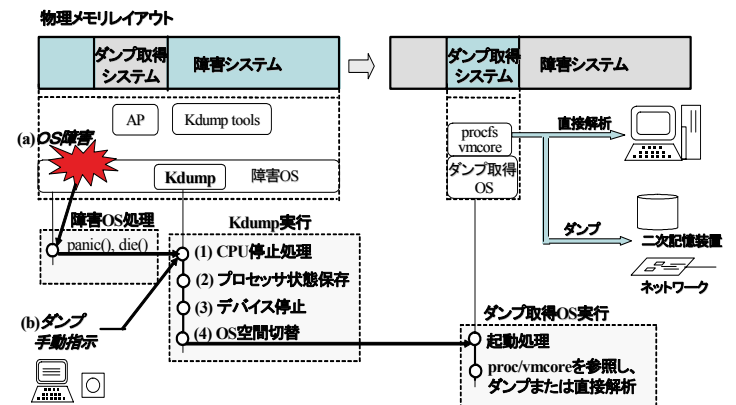 物理メモリレイアウト
ダンプ取得
システム
障害システム
ダンプ取得
システム
障害システム
AP
Kdump tools
(a)OS障害
Kdump
障害OS
procfs
vmcore
ダンプ取得
OS
直接解析
ダンプ
二次記憶装置
ネットワーク
障害OS処理
panic(), die()
Kdump実行
(1) CPU停止処理
(2) プロセッサ状態保存
(3) デバイス停止
(4) OS空間切替
(b)ダンプ
手動指示
ダンプ取得OS実行
起動処理
proc/vmcoreを参照し、
ダンプまたは直接解析